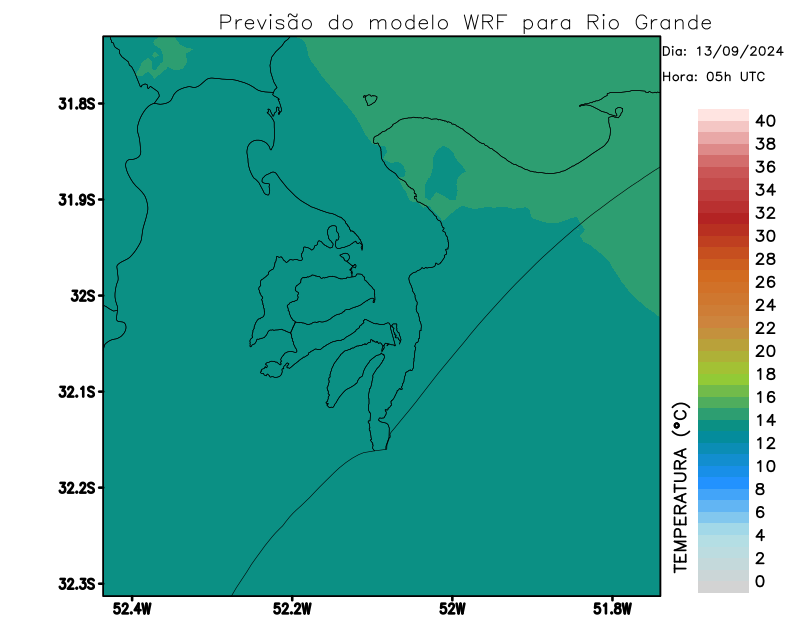 Previsão do modelo WRF para Rio Grande
Dia: 13/09/2024
Hora: 05h UTC
31.8S
31.9S
32S
32.1S
32.2S
32.3S
52.4W
52.2W
52W
51.8W
TEMPERATURA (°C)
40
38
36
34
32
30
28
26
24
22
20
18
16
14
12
10
8
6
4
2
0